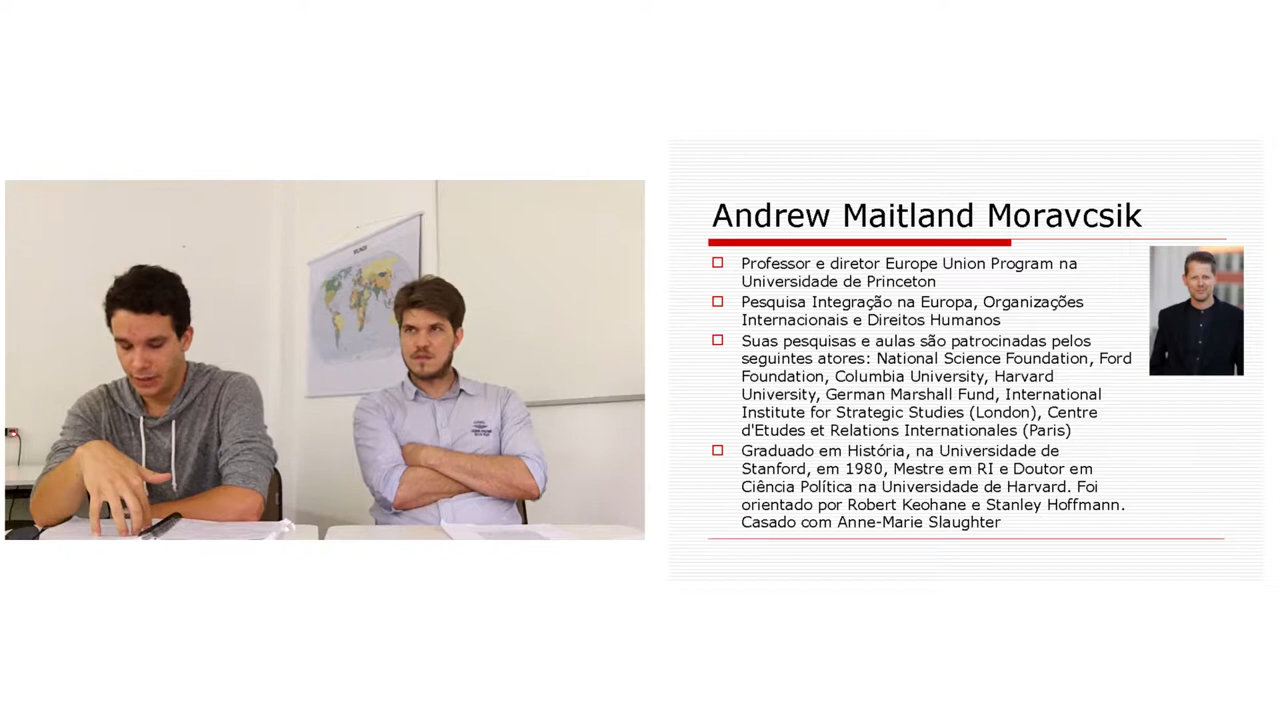 Andrew Maitland Moravcsik
Professor e diretor Europe Union Program na
Universidade de Princeton
Pesquisa Integração na Europa, Organizações
Internacionais e Direitos Humanos
Suas pesquisas e aulas são patrocinadas pelos
seguintes atores: National Science Foundation, Ford
Foundation, Columbia University, Harvard
University, German Marshall Fund, International
Institute for Strategic Studies (London), Centre
d'Etudes et Relations Internationales (Paris)
Graduado em História, na Universidade de
Stanford, em 1980, Mestre em RI e Doutor em
Ciência Política na Universidade de Harvard. Foi
orientado por Robert Keohane e Stanley Hoffmann.
Casado com Anne-Marie Slaughter